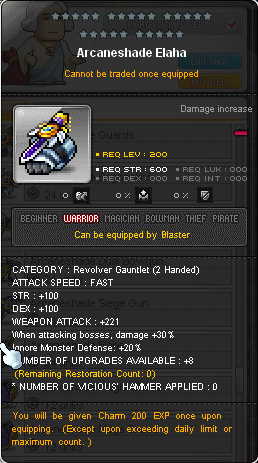 Arcaneshade Elaha
Cannot be traded once equipped
Damage increase
REQ LEV : 200
REQ STR : 600 REQ LUK : 000
REQ DEX : 000 REQ INT : 000
BEGINNER WARRIOR MAGICIAN BOWMAN THIEF PIRATE
Can be equipped by Blaster
CATEGORY : Revolver Gauntlet (2 Handed)
ATTACK SPEED : FAST
STR : +100
DEX : +100
WEAPON ATTACK : +221
When attacking bosses, damage +30%
Ignore Monster Defense: +20%
NUMBER OF UPGRADES AVAILABLE : +8
(Remaining Restoration Count: 0)
* NUMBER OF VICIOUS' HAMMER APPLIED : 0
You will be given Charm 200 EXP once upon
equipping. (Except upon exceeding daily limit or
maximum count. )